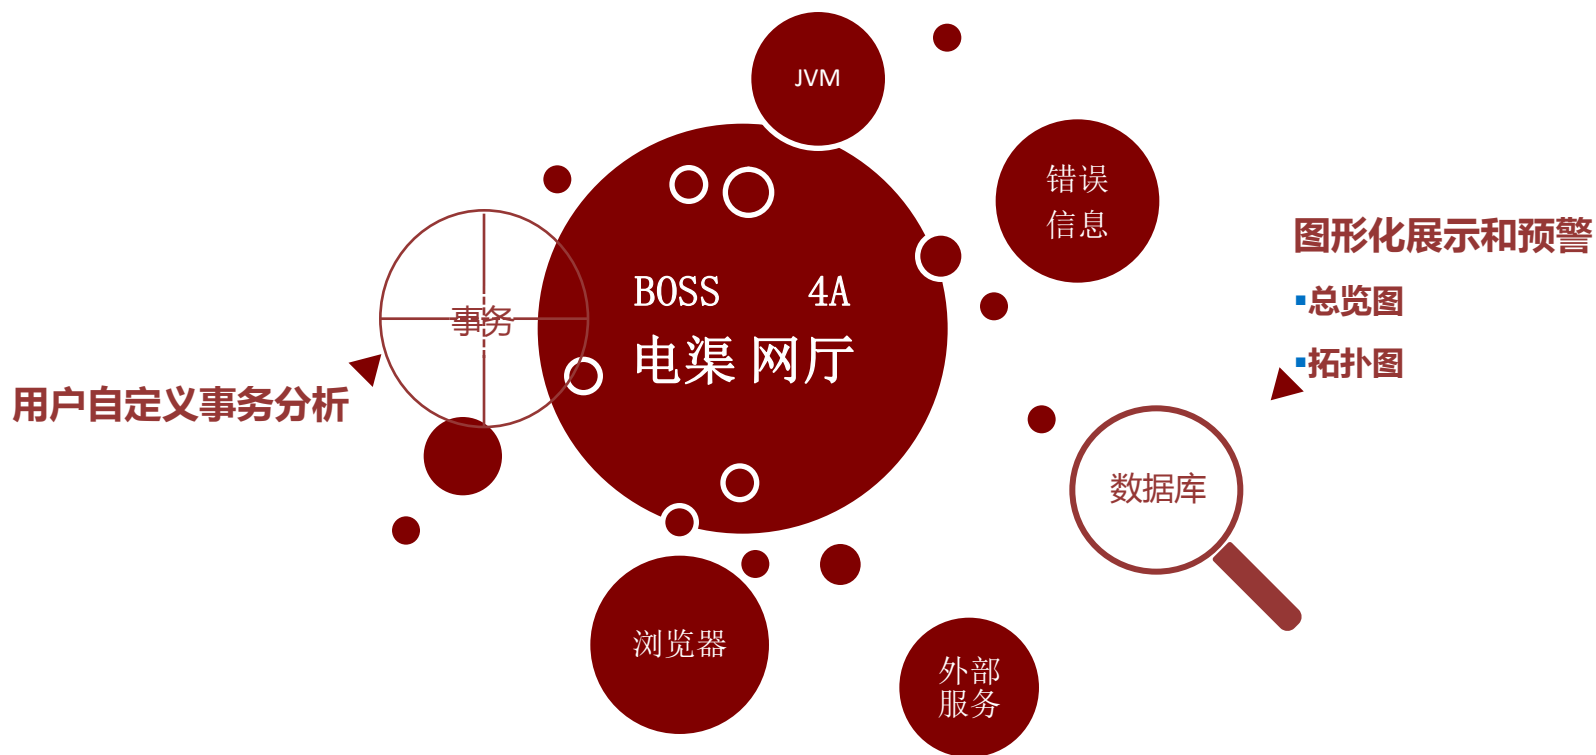 JVM
错误
信息
图形化展示和预警
▪总览图
▪拓扑图
BOSS 4A
电渠 网厅
事务
用户自定义事务分析
数据库
浏览器
外部
服务